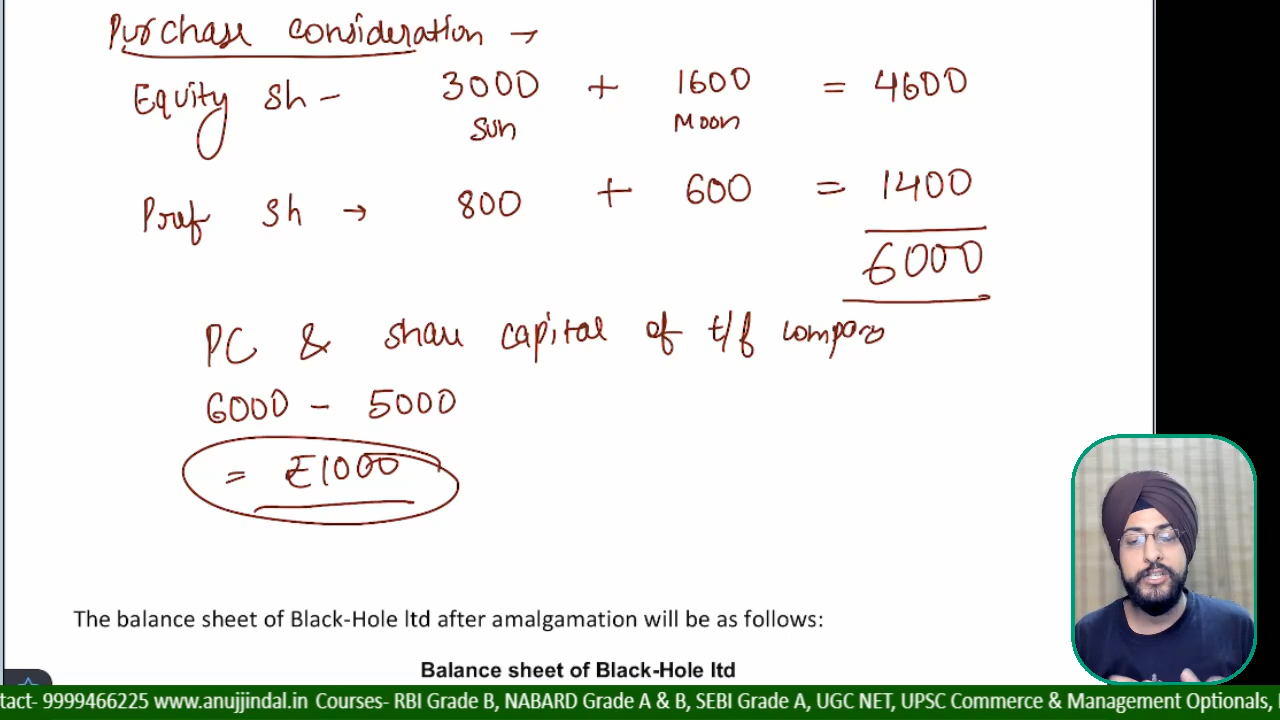 Purchase consideration →
Equity Sh - 3000 + 1600 = 4600
Sun Moon
Pref Sh → 800 + 600 = 1400
6000
PC & share capital of t/f company
6000 - 5000
= ₹1000
The balance sheet of Black-Hole ltd after amalgamation will be as follows:
Balance sheet of Black-Hole ltd
tact- 9999466225 www.anujjindal.in Courses- RBI Grade B, NABARD Grade A & B, SEBI Grade A, UGC NET, UPSC Commerce & Management Optionals,